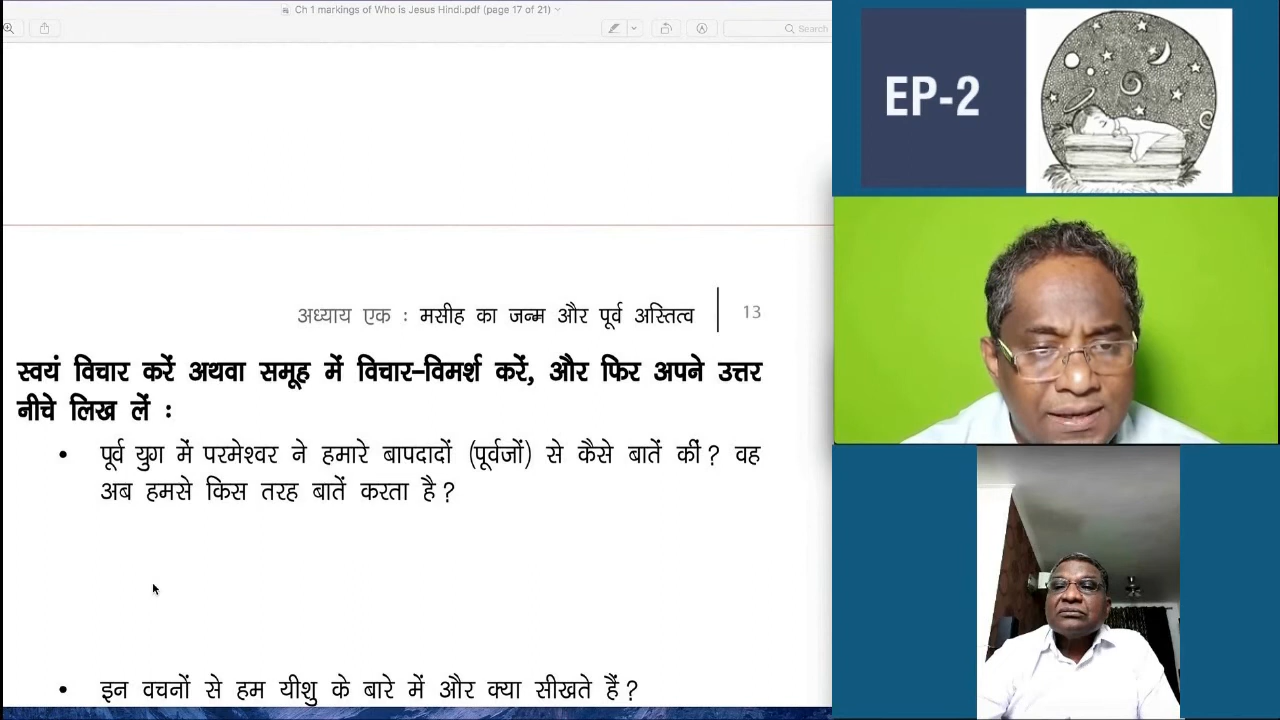 Ch 1 markings of Who is Jesus Hindi.pdf (page 17 of 21)
Search
EP-2
अध्याय एक : मसीह का जन्म और पूर्व अस्तित्व 13
स्वयं विचार करें अथवा समूह में विचार-विमर्श करें, और फिर अपने उत्तर
नीचे लिख लें :
• पूर्व युग में परमेश्वर ने हमारे बापदादों (पूर्वजों) से कैसे बातें कीं? वह
अब हमसे किस तरह बातें करता है?
• इन वचनों से हम यीशु के बारे में और क्या सीखते हैं?